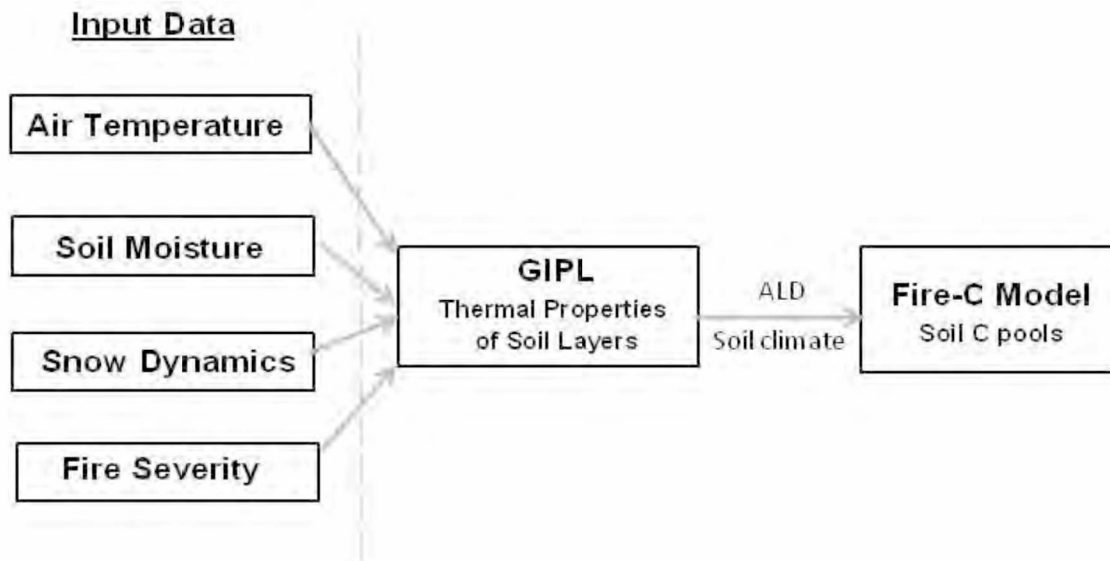 Input Data
Air Temperature
Soil Moisture
Snow Dynamics
Fire Severity
GIPL
Thermal Properties
of Soil Layers
ALD
Soil climate
Fire-C Model
Soil C pools